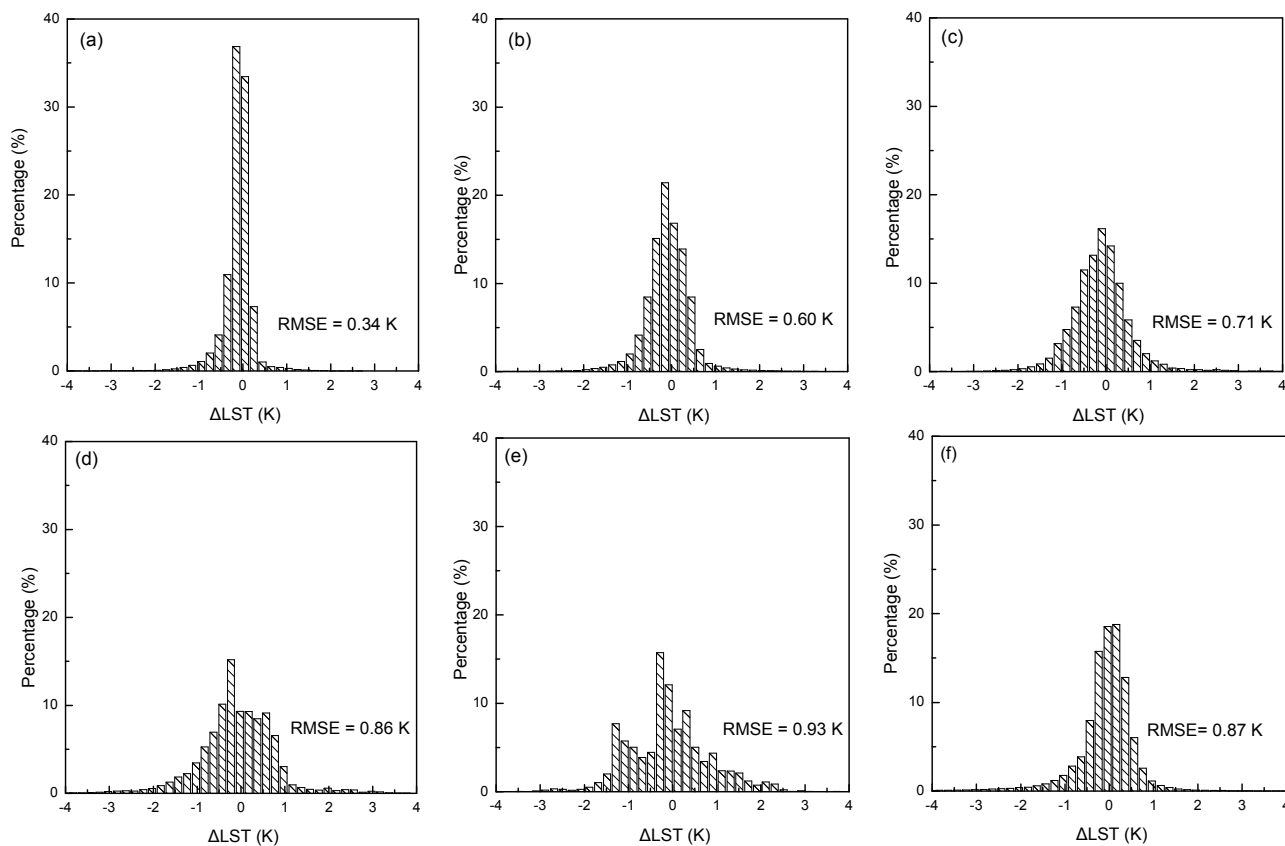 (a)
Percentage (%)
40
30
20
10
0
RMSE = 0.34 K
-4 -3 -2 -1 0 1 2 3 4
ΔLST (K)
(b)
Percentage (%)
40
30
20
10
0
RMSE = 0.60 K
-4 -3 -2 -1 0 1 2 3 4
ΔLST (K)
(c)
Percentage (%)
40
30
20
10
0
RMSE = 0.71 K
-4 -3 -2 -1 0 1 2 3 4
ΔLST (K)
(d)
Percentage (%)
40
30
20
10
0
RMSE = 0.86 K
-4 -3 -2 -1 0 1 2 3 4
ΔLST (K)
(e)
Percentage (%)
40
30
20
10
0
RMSE = 0.93 K
-4 -3 -2 -1 0 1 2 3 4
ΔLST (K)
(f)
Percentage (%)
40
30
20
10
0
RMSE= 0.87 K
-4 -3 -2 -1 0 1 2 3 4
ΔLST (K)